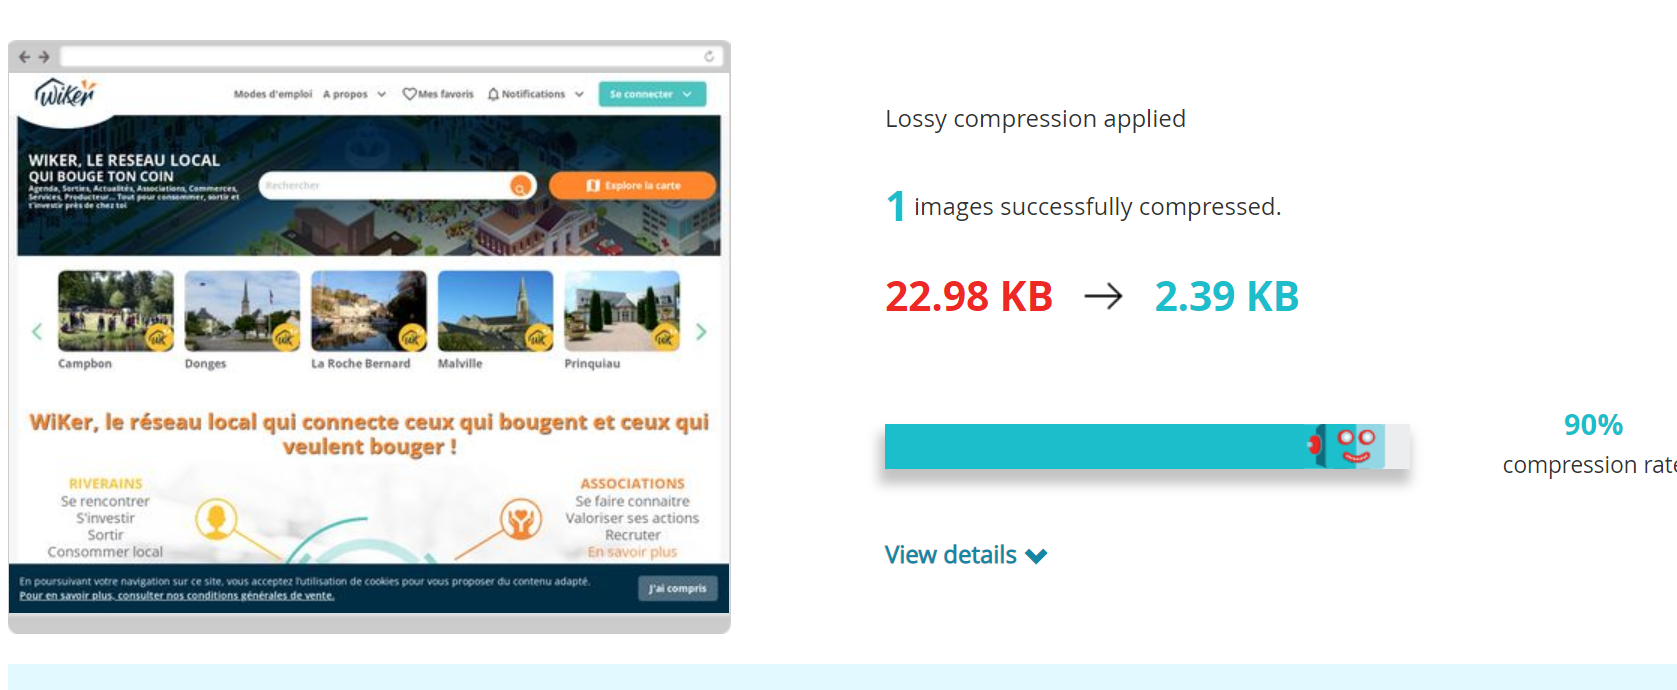 WiKer
Modes d'emploi A propos Mes favoris Notifications Se connecter
WIKER, LE RESEAU LOCAL
QUI BOUGE TON COIN
Agenda, Sorties, Actualités, Associations, Commerces,
Services, Producteur... Tout pour consommer, sortir et
t'investir près de chez toi
Rechercher
Explore la carte
WiK
WiK
WiK
WiK
WiK
Campbon Donges La Roche Bernard Malville Prinquiau
WiKer, le réseau local qui connecte ceux qui bougent et ceux qui
veulent bouger !
RIVERAINS
Se rencontrer
S'investir
Sortir
Consommer local
ASSOCIATIONS
Se faire connaitre
Valoriser ses actions
Recruter
En savoir plus
En poursuivant votre navigation sur ce site, vous acceptez l'utilisation de cookies pour vous proposer du contenu adapté.
Pour en savoir plus, consulter nos conditions générales de vente.
J'ai compris
Lossy compression applied
1 images successfully compressed.
22.98 KB → 2.39 KB
90%
compression rate
View details